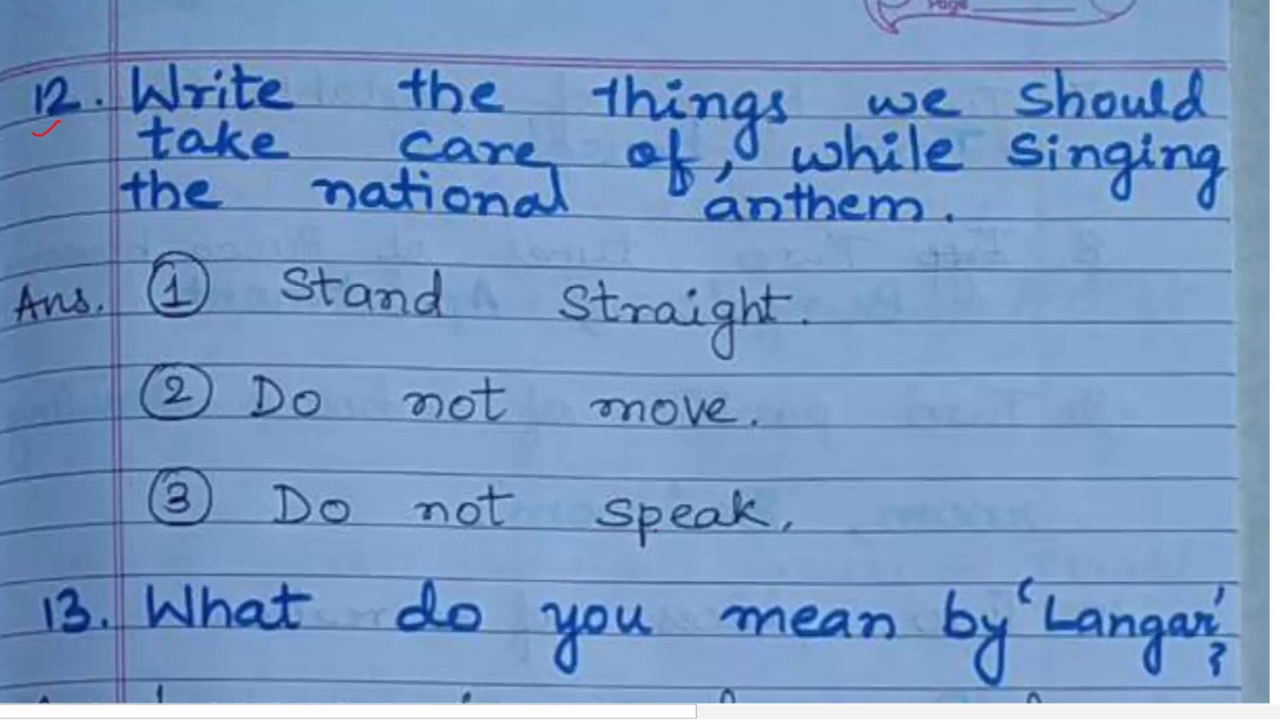 Page
12. Write the things we should
take care of, while singing
the national anthem.
Ans. ① Stand Straight.
② Do not move.
③ Do not speak,
13. What do you mean by 'Langar'?